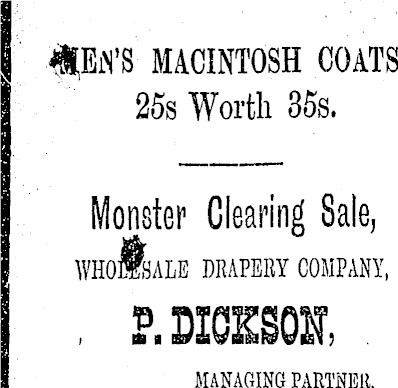 MEN'S MACINTOSH COATS
25s Worth 35s.
Monster Clearing Sale,
WHOLESALE DRAPERY COMPANY,
P. DICKSON,
MANAGING PARTNER.